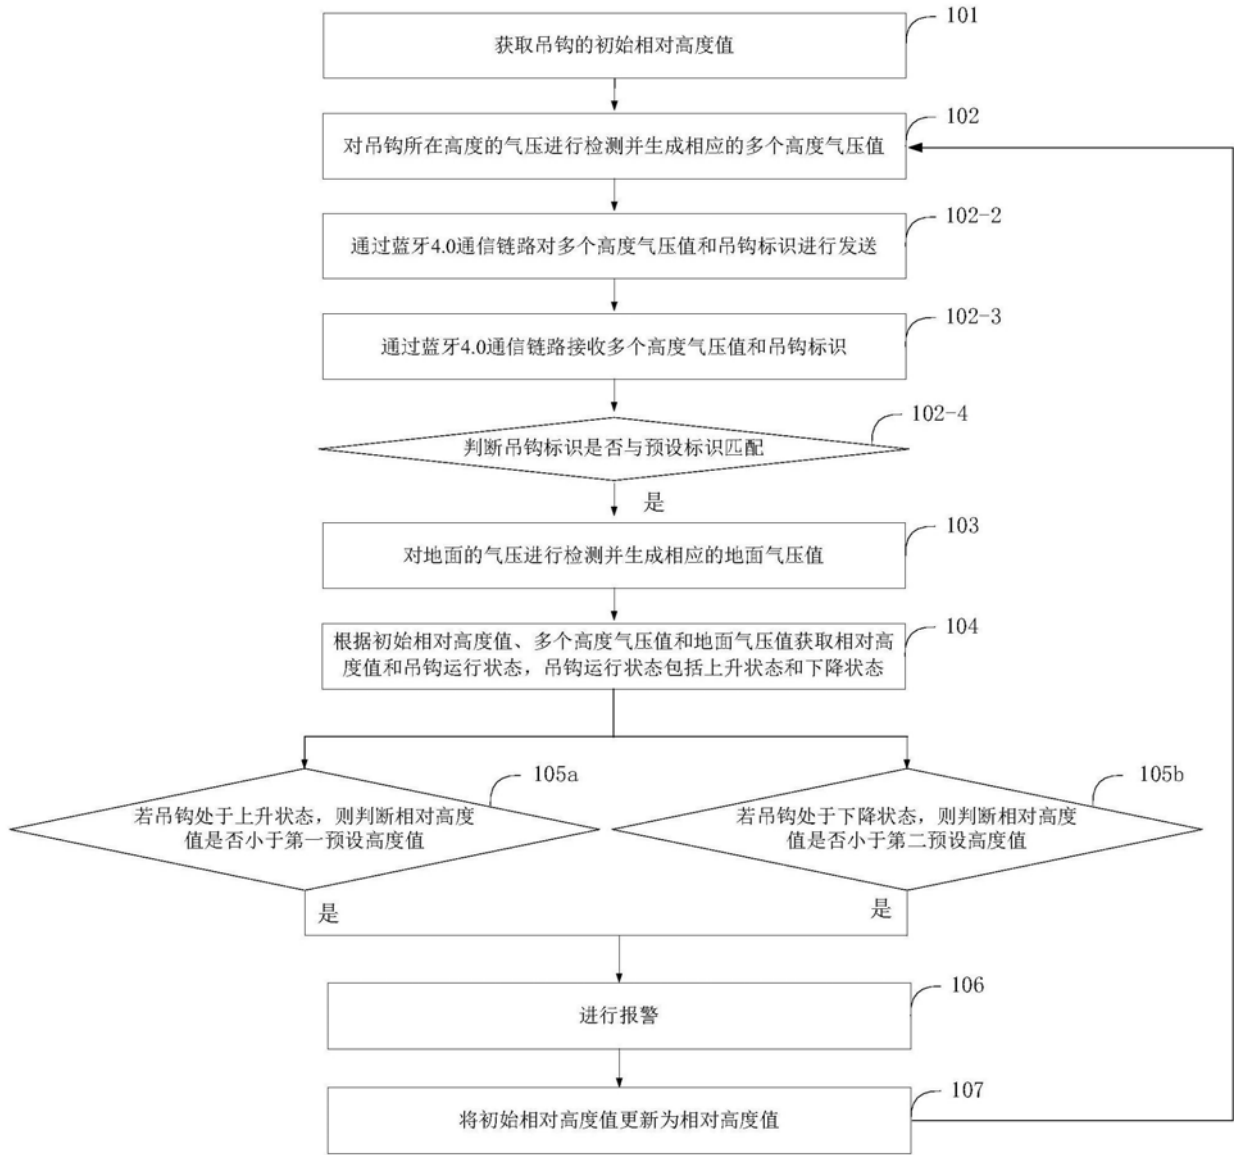 101
获取吊钩的初始相对高度值
102
对吊钩所在高度的气压进行检测并生成相应的多个高度气压值
102-2
通过蓝牙4.0通信链路对多个高度气压值和吊钩标识进行发送
102-3
通过蓝牙4.0通信链路接收多个高度气压值和吊钩标识
102-4
判断吊钩标识是否与预设标识匹配
是
103
对地面的气压进行检测并生成相应的地面气压值
104
根据初始相对高度值、多个高度气压值和地面气压值获取相对高
度值和吊钩运行状态，吊钩运行状态包括上升状态和下降状态
105a
若吊钩处于上升状态，则判断相对高度
值是否小于第一预设高度值
是
105b
若吊钩处于下降状态，则判断相对高度
值是否小于第二预设高度值
是
106
进行报警
107
将初始相对高度值更新为相对高度值